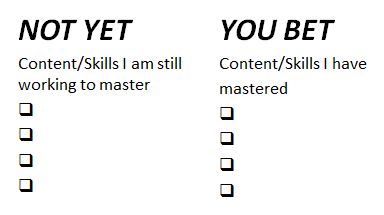 NOT YET
Content/Skills I am still
working to master
❑
❑
❑
❑
YOU BET
Content/Skills I have
mastered
❑
❑
❑
❑